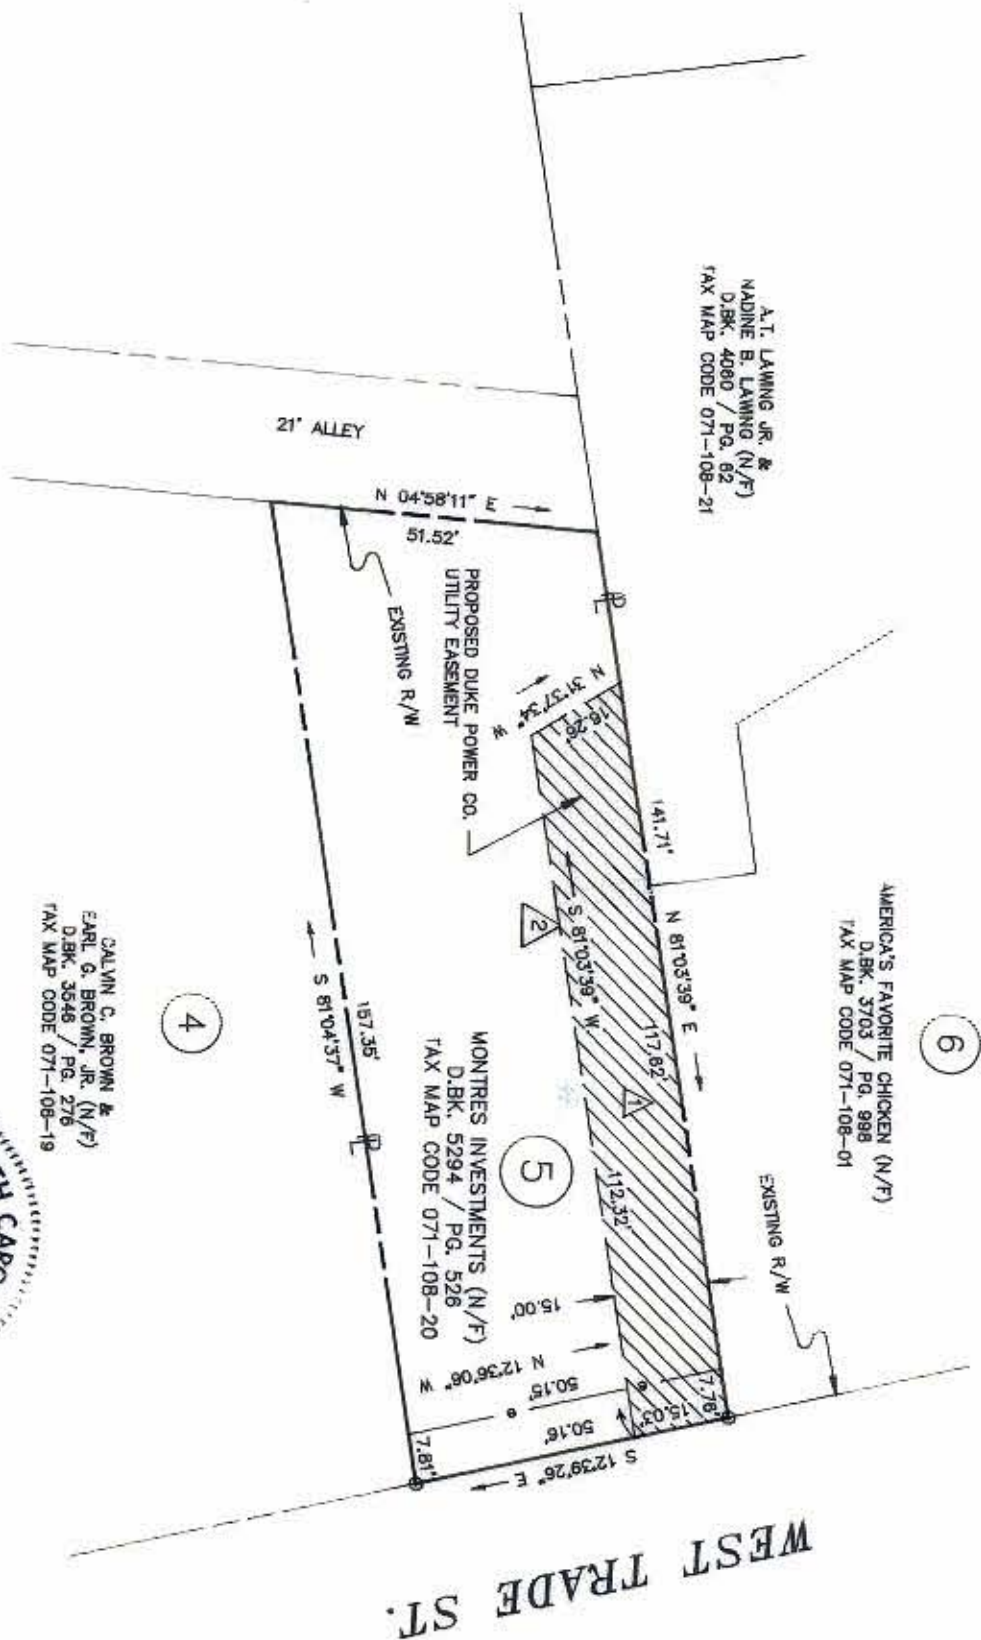 A.T. LAWING JR. &
NADINE B. LAWING (N/F)
D.BK. 4080 / PG. 62
TAX MAP CODE 071-108-21
6
AMERICA'S FAVORITE CHICKEN (N/F)
D.BK. 3703 / PG. 998
TAX MAP CODE 071-108-01
EXISTING R/W
21' ALLEY
N 04°58'11" E
51.52'
EXISTING R/W
PROPOSED DUKE POWER CO.
UTILITY EASEMENT
N 31°37'34" W
16.26'
141.71'
N 81°03'39" E
117.62'
1
S 81°03'39" W
2
112.32'
5
MONTRES INVESTMENTS (N/F)
D.BK. 5294 / PG. 526
TAX MAP CODE 071-108-20
15.00'
N 12°36'06" W
50.15'
e
e
50.16'
15.03'
7.76'
7.81'
S 12°39'26" E
157.35'
S 81°04'37" W
4
CALVIN C. BROWN &
EARL G. BROWN, JR. (N/F)
D.BK. 3546 / PG. 276
TAX MAP CODE 071-108-19
WEST TRADE ST.
TH CARO